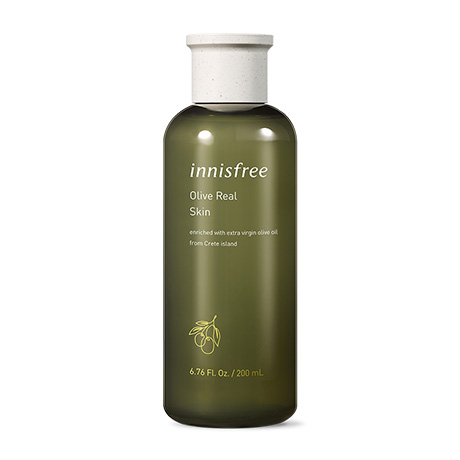 innisfree
Olive Real
Skin
enriched with extra virgin olive oil
from Crete island
6.76 Fl. Oz. / 200 mL